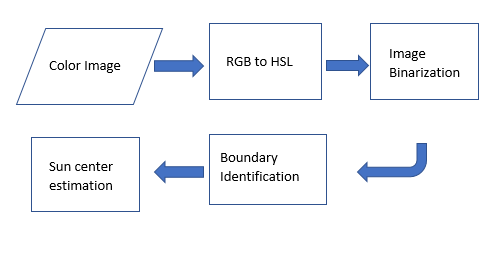 Color Image
RGB to HSL
Image
Binarization
Boundary
Identification
Sun center
estimation